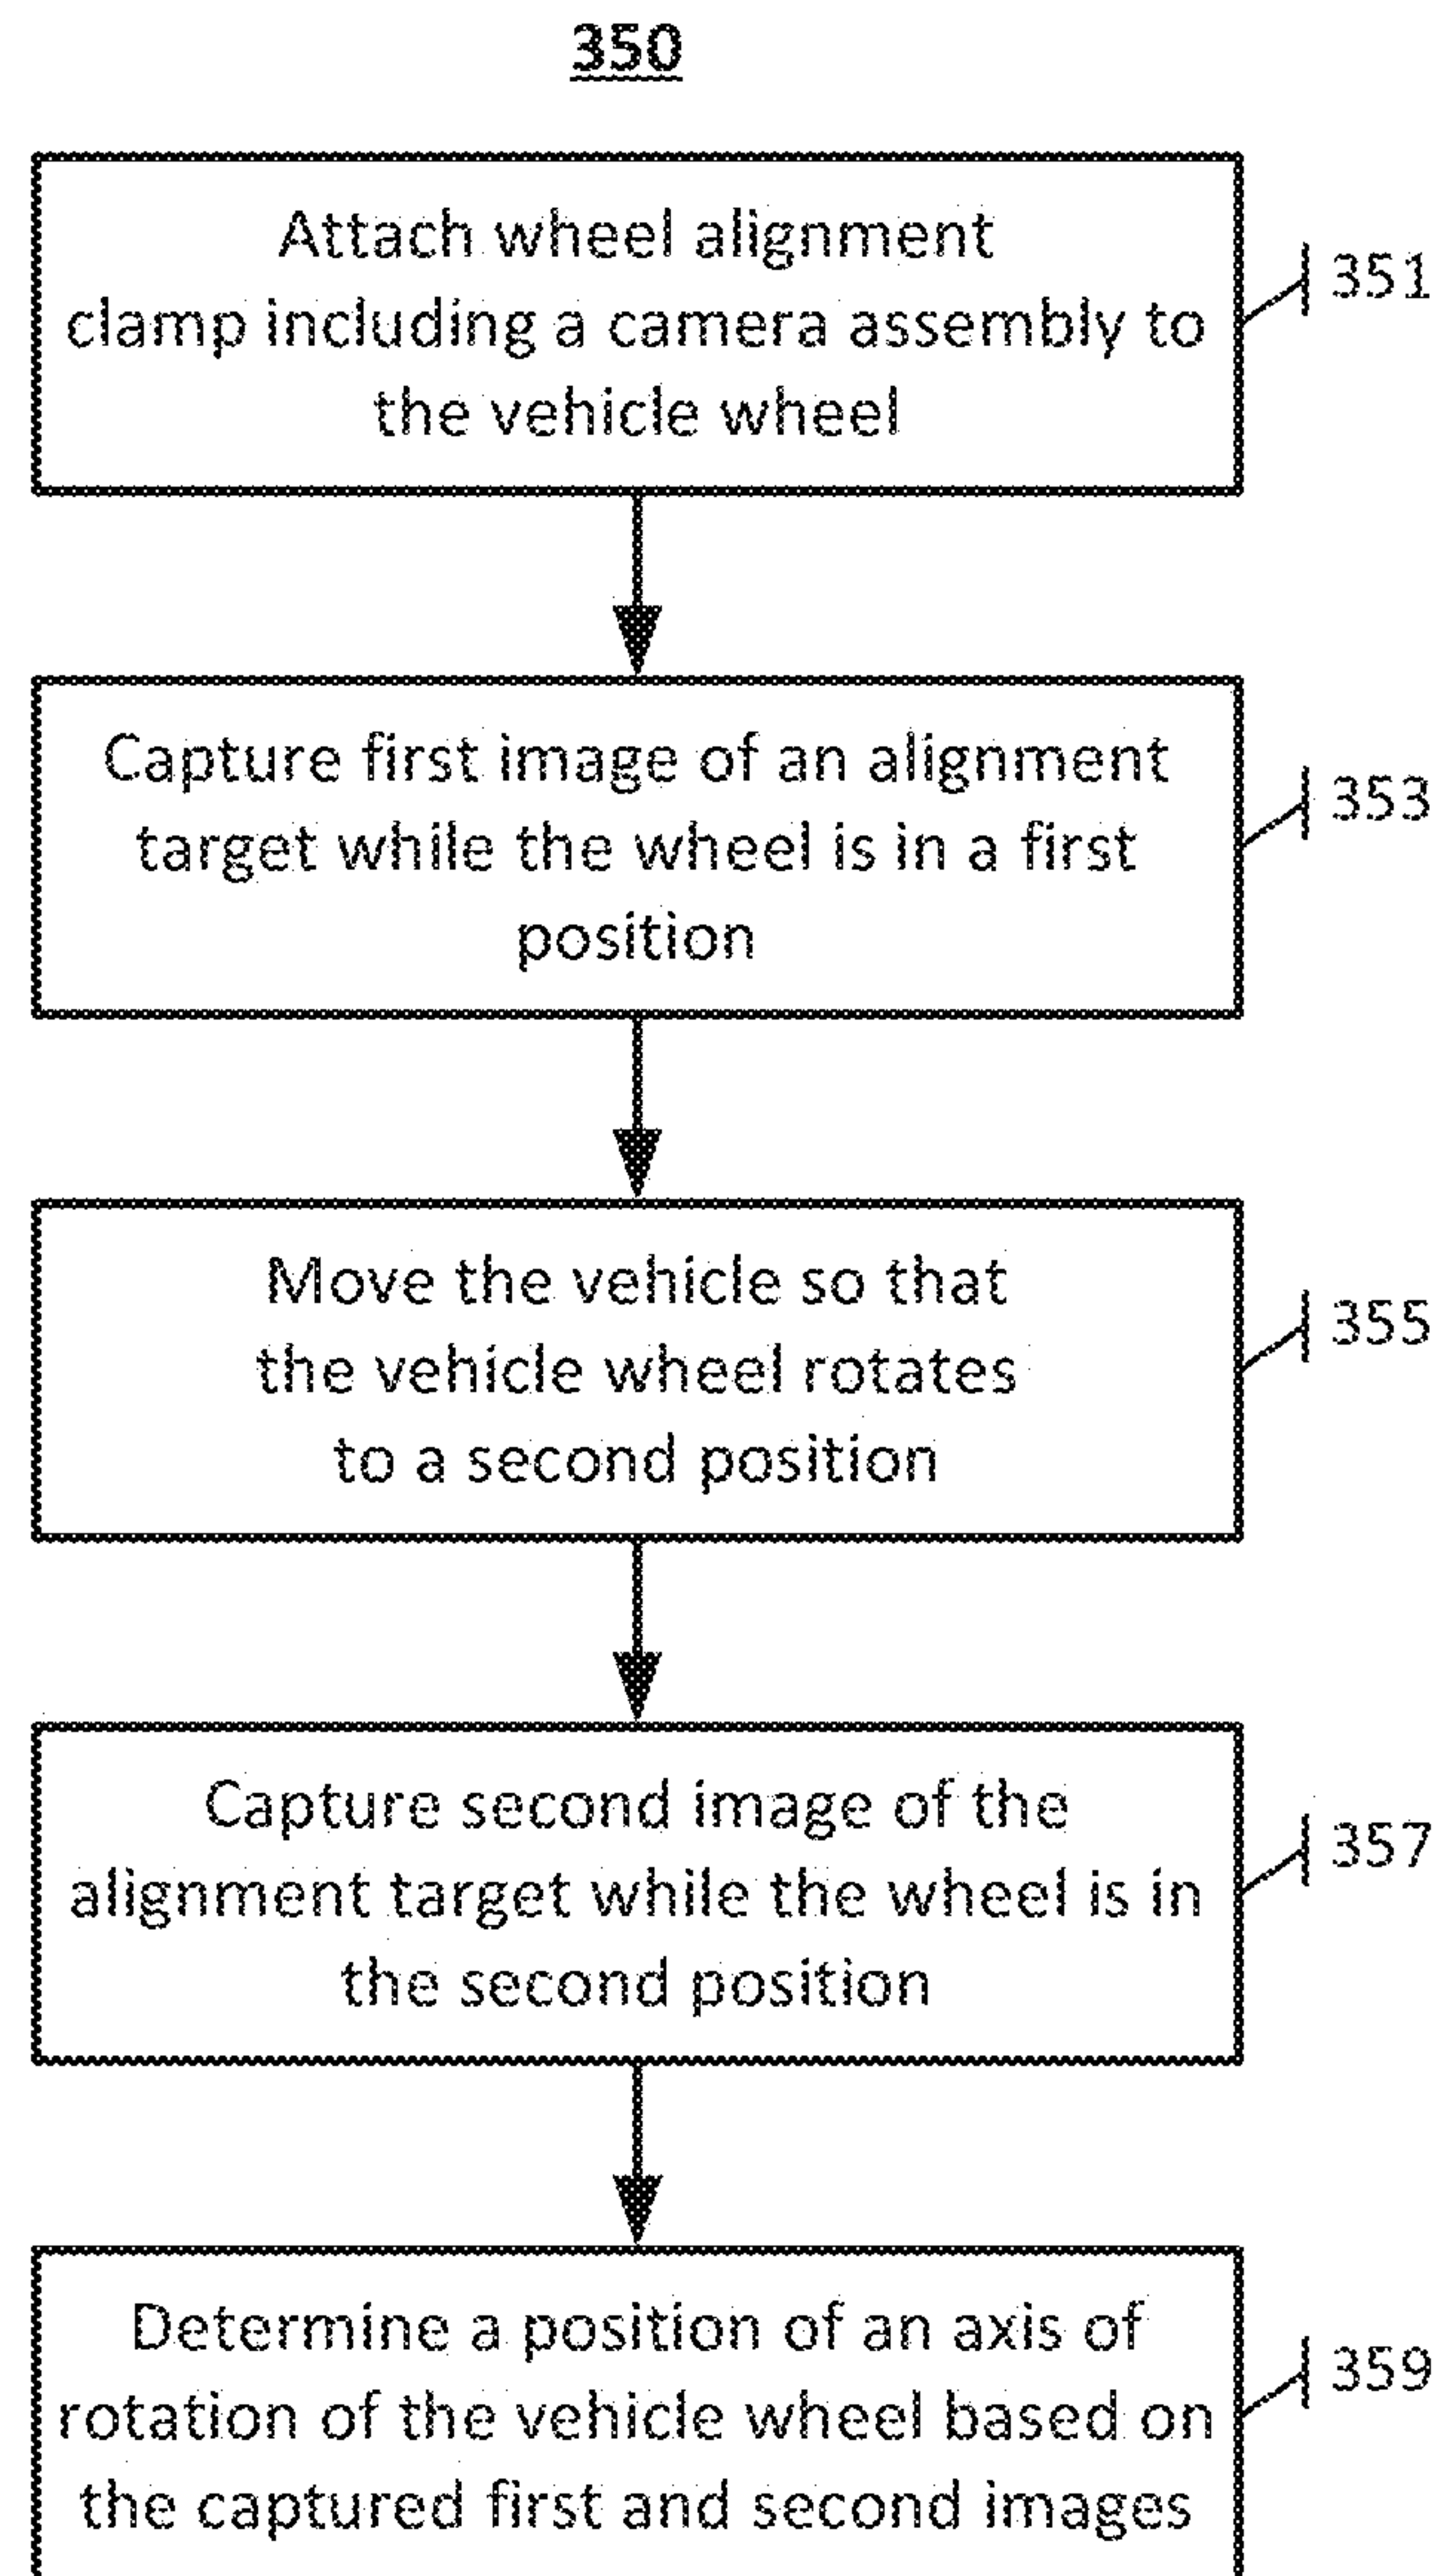 350
Attach wheel alignment
clamp including a camera assembly to
the vehicle wheel
351
Capture first image of an alignment
target while the wheel is in a first
position
353
Move the vehicle so that
the vehicle wheel rotates
to a second position
355
Capture second image of the
alignment target while the wheel is in
the second position
357
Determine a position of an axis of
rotation of the vehicle wheel based on
the captured first and second images
359